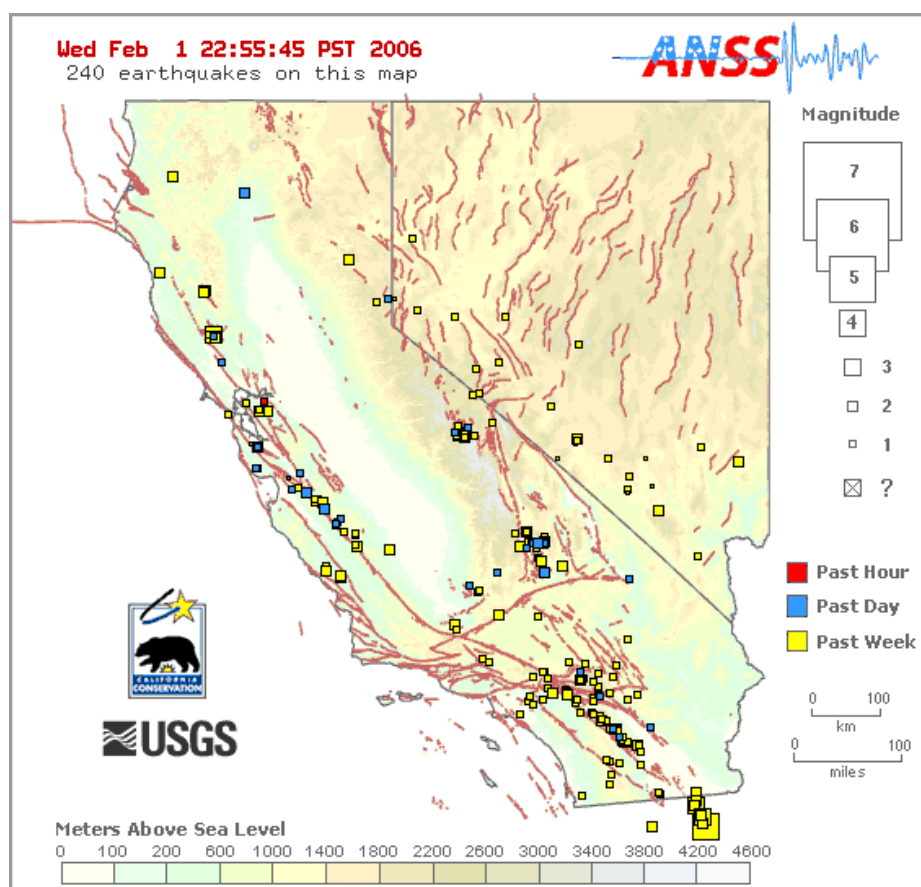 Wed Feb 1 22:55:45 PST 2006
240 earthquakes on this map
ANSS
Magnitude
7
6
5
4
3
2
1
?
Past Hour
Past Day
Past Week
0 100
km
0 100
miles
CALIFORNIA
CONSERVATION
USGS
Meters Above Sea Level
0 100 200 600 1000 1400 1800 2200 2600 3000 3400 3800 4200 4600